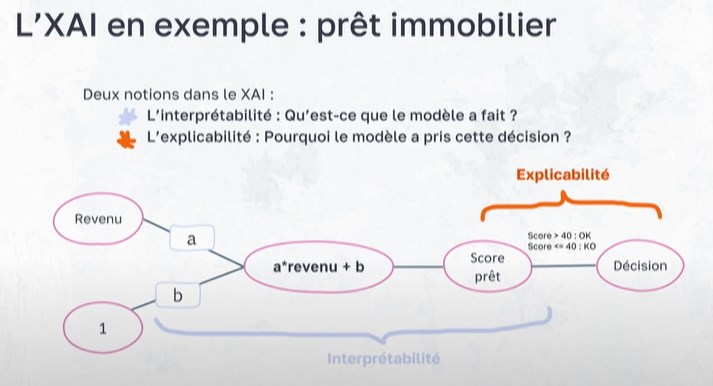 L'XAI en exemple : prêt immobilier
Deux notions dans le XAI :
L'interprétabilité : Qu'est-ce que le modèle a fait ?
L'explicabilité : Pourquoi le modèle a pris cette décision ?
Explicabilité
Revenu
a
Score > 40 : OK
Score <= 40 : KO
a*revenu + b
Score
prêt
Décision
b
1
Interprétabilité